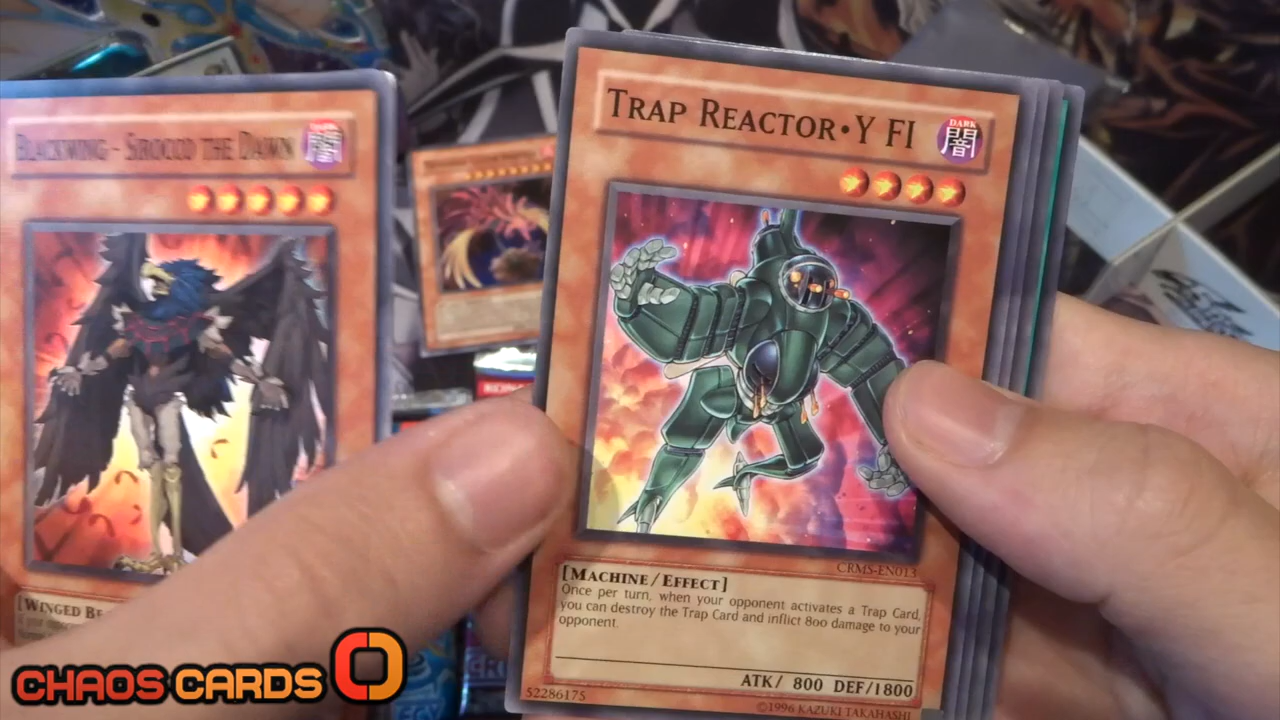 BLACKWING - SIROCCO THE DAWN
DARK
闇
[WINGED BE
TRAP REACTOR • Y FI
DARK
闇
CRMS-EN013
[MACHINE/EFFECT]
Once per turn, when your opponent activates a Trap Card,
you can destroy the Trap Card and inflict 800 damage to your
opponent.
ATK/ 800 DEF/1800
52286175
©1996 KAZUKI TAKAHASHI
CHAOS CARDS